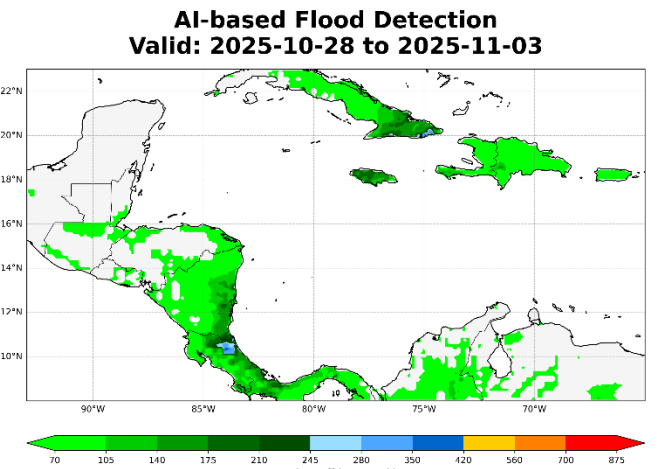 AI-based Flood Detection
Valid: 2025-10-28 to 2025-11-03
22°N
20°N
18°N
16°N
14°N
12°N
10°N
90°W 85°W 80°W 75°W 70°W
70 105 140 175 210 245 280 350 420 560 700 875